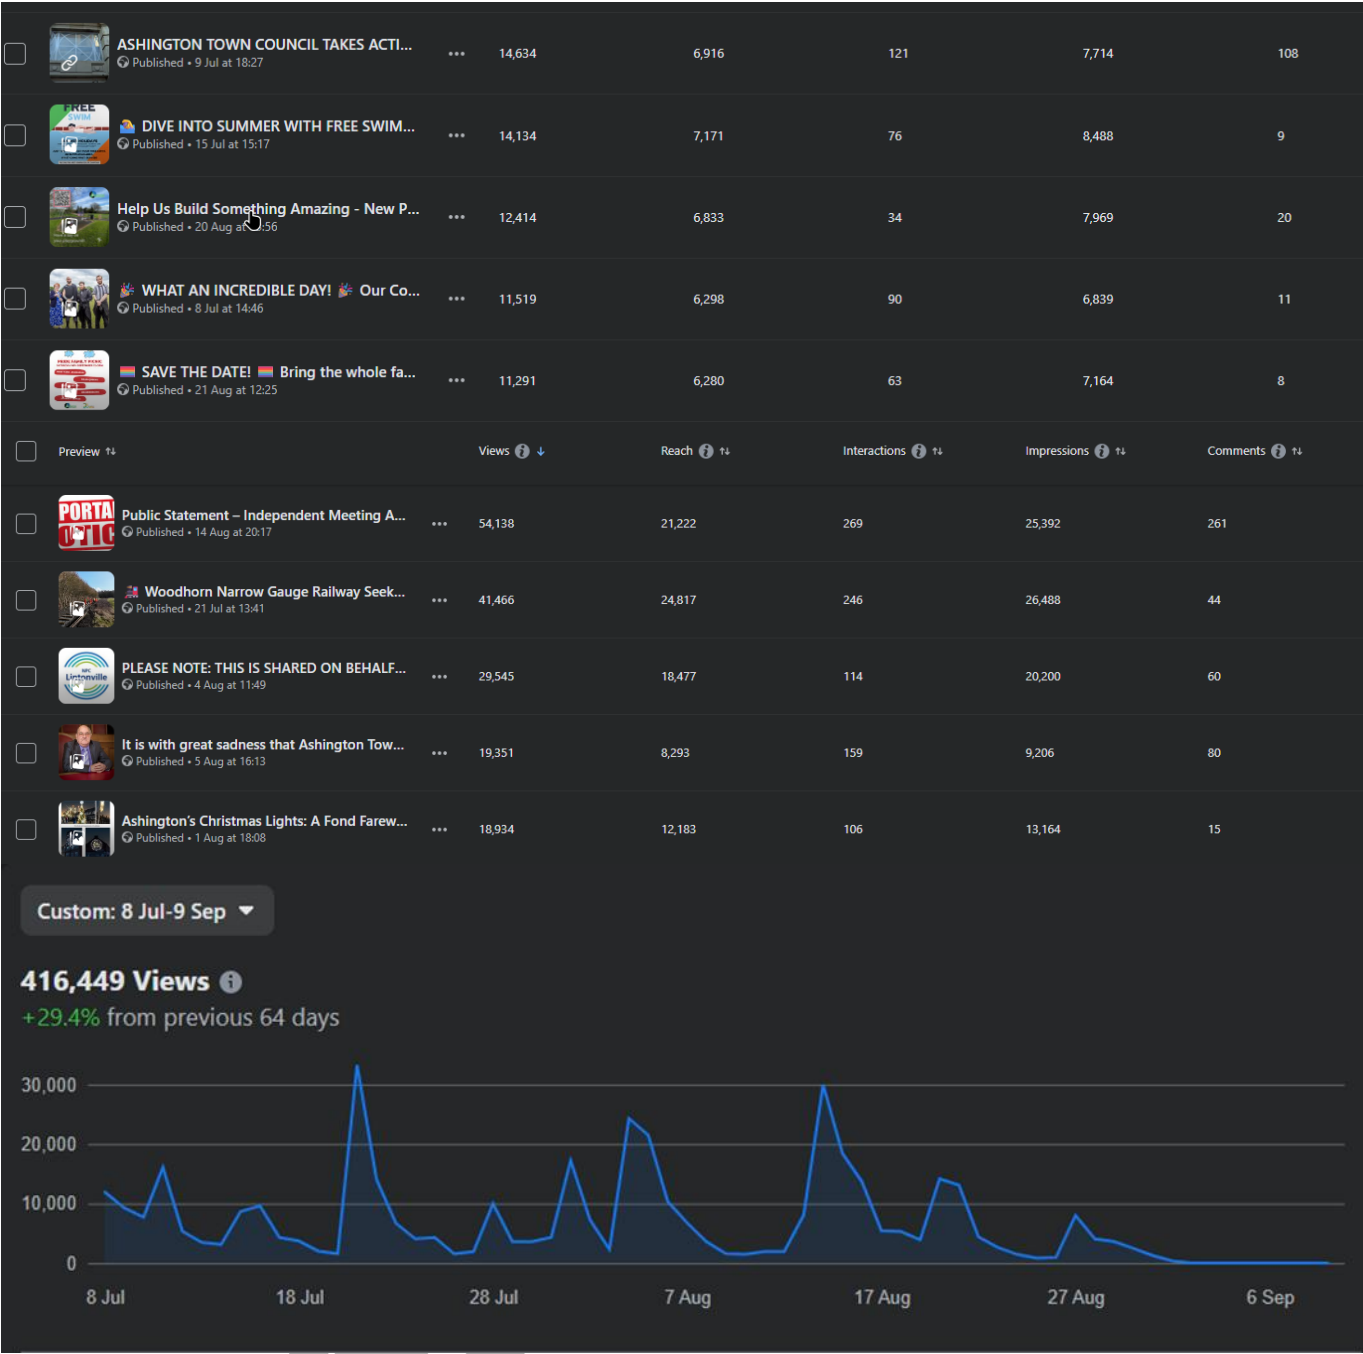 ASHINGTON TOWN COUNCIL TAKES ACTI... ••• 14,634 6,916 121 7,714 108
Published • 9 Jul at 18:27
FREE
SWIM
DIVE INTO SUMMER WITH FREE SWIM... ••• 14,134 7,171 76 8,488 9
Published • 15 Jul at 15:17
Help Us Build Something Amazing - New P... ••• 12,414 6,833 34 7,969 20
Published • 20 Aug at :56
WHAT AN INCREDIBLE DAY! Our Co... ••• 11,519 6,298 90 6,839 11
Published • 8 Jul at 14:46
SAVE THE DATE! Bring the whole fa... ••• 11,291 6,280 63 7,164 8
Published • 21 Aug at 12:25
Preview Views Reach Interactions Impressions Comments
PORTA
OTIC
Public Statement – Independent Meeting A... ••• 54,138 21,222 269 25,392 261
Published • 14 Aug at 20:17
Woodhorn Narrow Gauge Railway Seek... ••• 41,466 24,817 246 26,488 44
Published • 21 Jul at 13:41
Lintonville
PLEASE NOTE: THIS IS SHARED ON BEHALF... ••• 29,545 18,477 114 20,200 60
Published • 4 Aug at 11:49
It is with great sadness that Ashington Tow... ••• 19,351 8,293 159 9,206 80
Published • 5 Aug at 16:13
Ashington's Christmas Lights: A Fond Farew... ••• 18,934 12,183 106 13,164 15
Published • 1 Aug at 18:08
Custom: 8 Jul-9 Sep
416,449 Views
+29.4% from previous 64 days
30,000
20,000
10,000
0
8 Jul 18 Jul 28 Jul 7 Aug 17 Aug 27 Aug 6 Sep